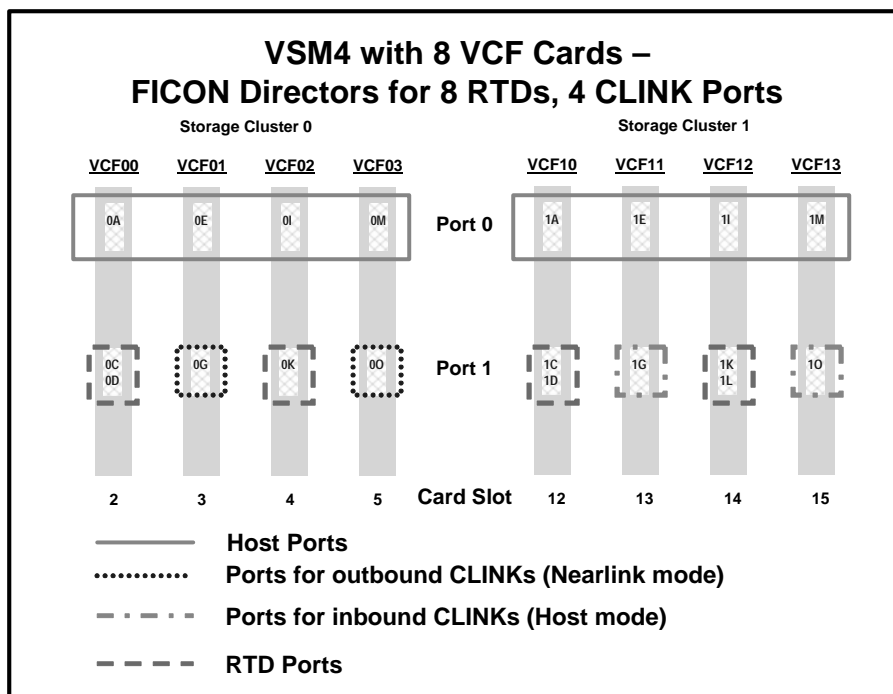 VSM4 with 8 VCF Cards –
FICON Directors for 8 RTDs, 4 CLINK Ports
Storage Cluster 0 Storage Cluster 1
VCF00 VCF01 VCF02 VCF03 VCF10 VCF11 VCF12 VCF13
0A 0E 0I 0M Port 0 1A 1E 1I 1M
0C 0G 0K 0O Port 1 1C 1G 1K 1O
0D 1D 1L
2 3 4 5 Card Slot 12 13 14 15
Host Ports
Ports for outbound CLINKs (Nearlink mode)
Ports for inbound CLINKs (Host mode)
RTD Ports